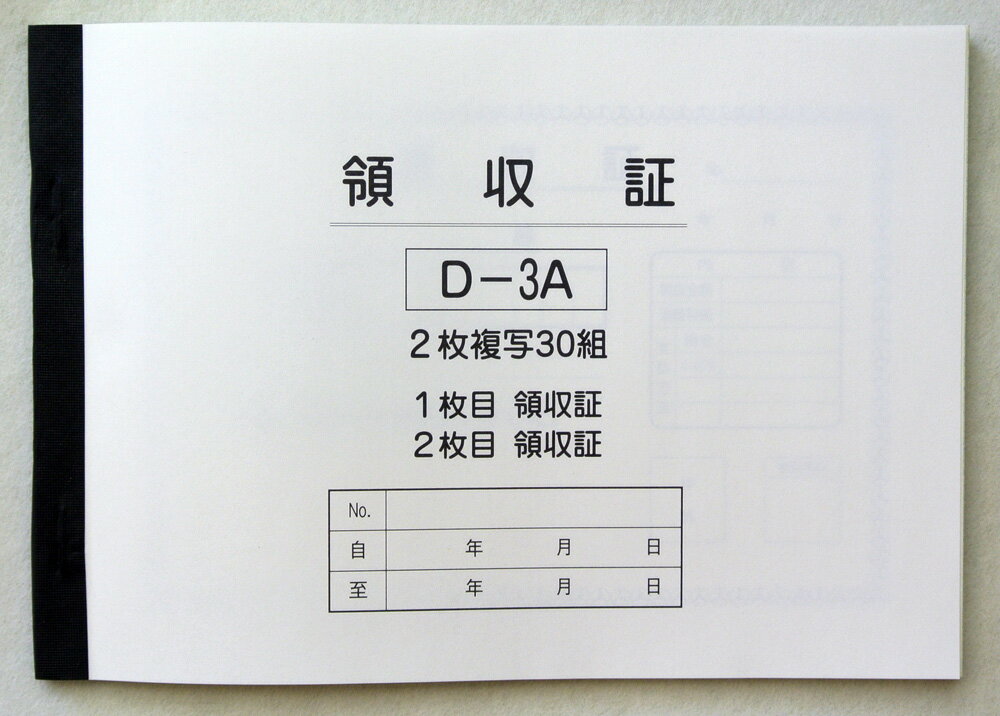 領収証
D－3A
2枚複写30組
1枚目 領収証
2枚目 領収証
No.
自 年 月 日
至 年 月 日